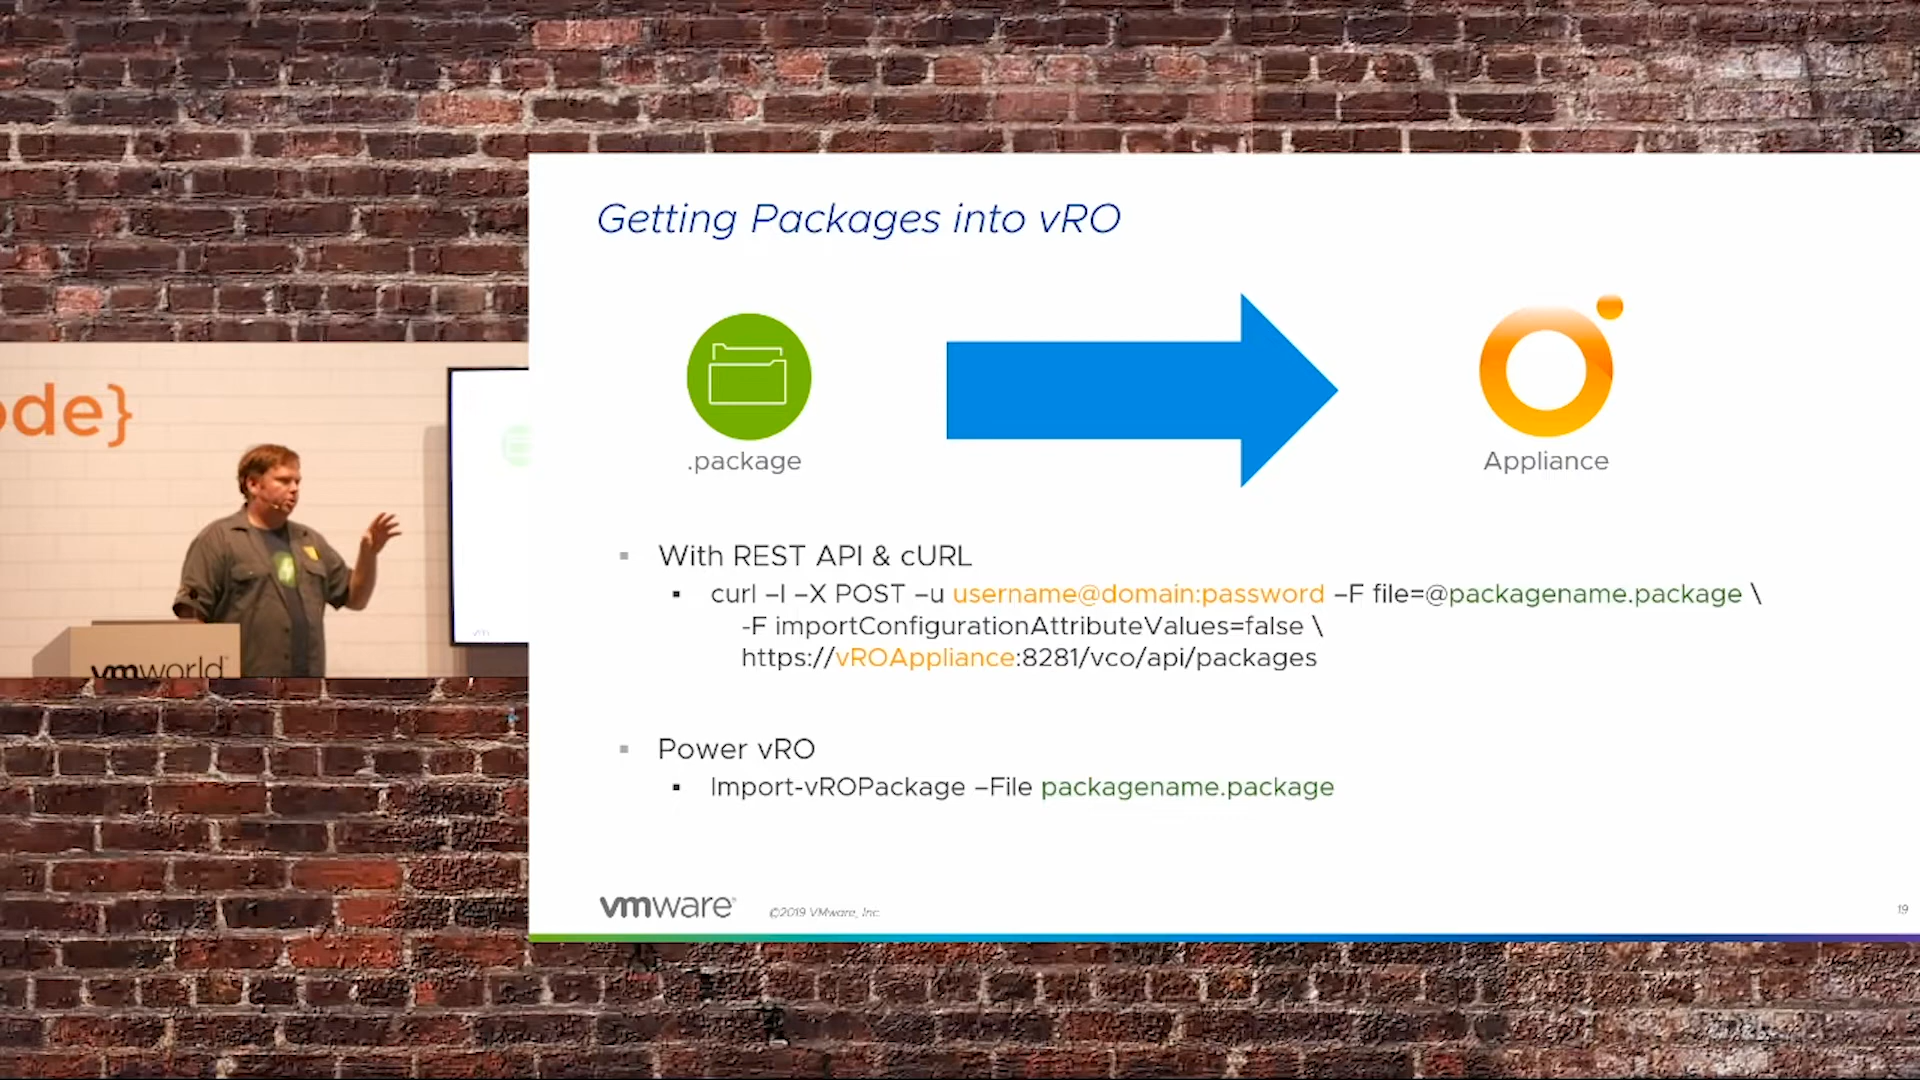 ode}
vmworld
Getting Packages into vRO
.package
Appliance
▪ With REST API & cURL
▪ curl –I –X POST –u username@domain:password –F file=@packagename.package \
-F importConfigurationAttributeValues=false \
https://vROAppliance:8281/vco/api/packages
▪ Power vRO
▪ Import-vROPackage –File packagename.package
vmware® ©2019 VMware, Inc.
19